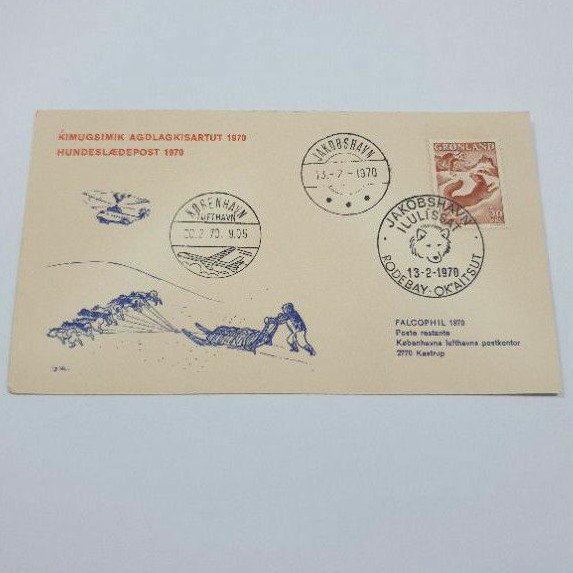 KIMUGSIMIK AGDLAGKISARTUT 1970
HUNDESLÆDEPOST 1970
JAKOBSHAVN
13.-2-1970
GRØNLAND
90
KØBENHAVN
LUFTHAVN
2.70. 9.05
JAKOBSHAVN
ILULISSAT
13-2-1970
RODEBAY-OK'AITSUT
FALCOPHIL 1970
Poste restante
Københavns lufthavns postkontor
2770 Kastrup